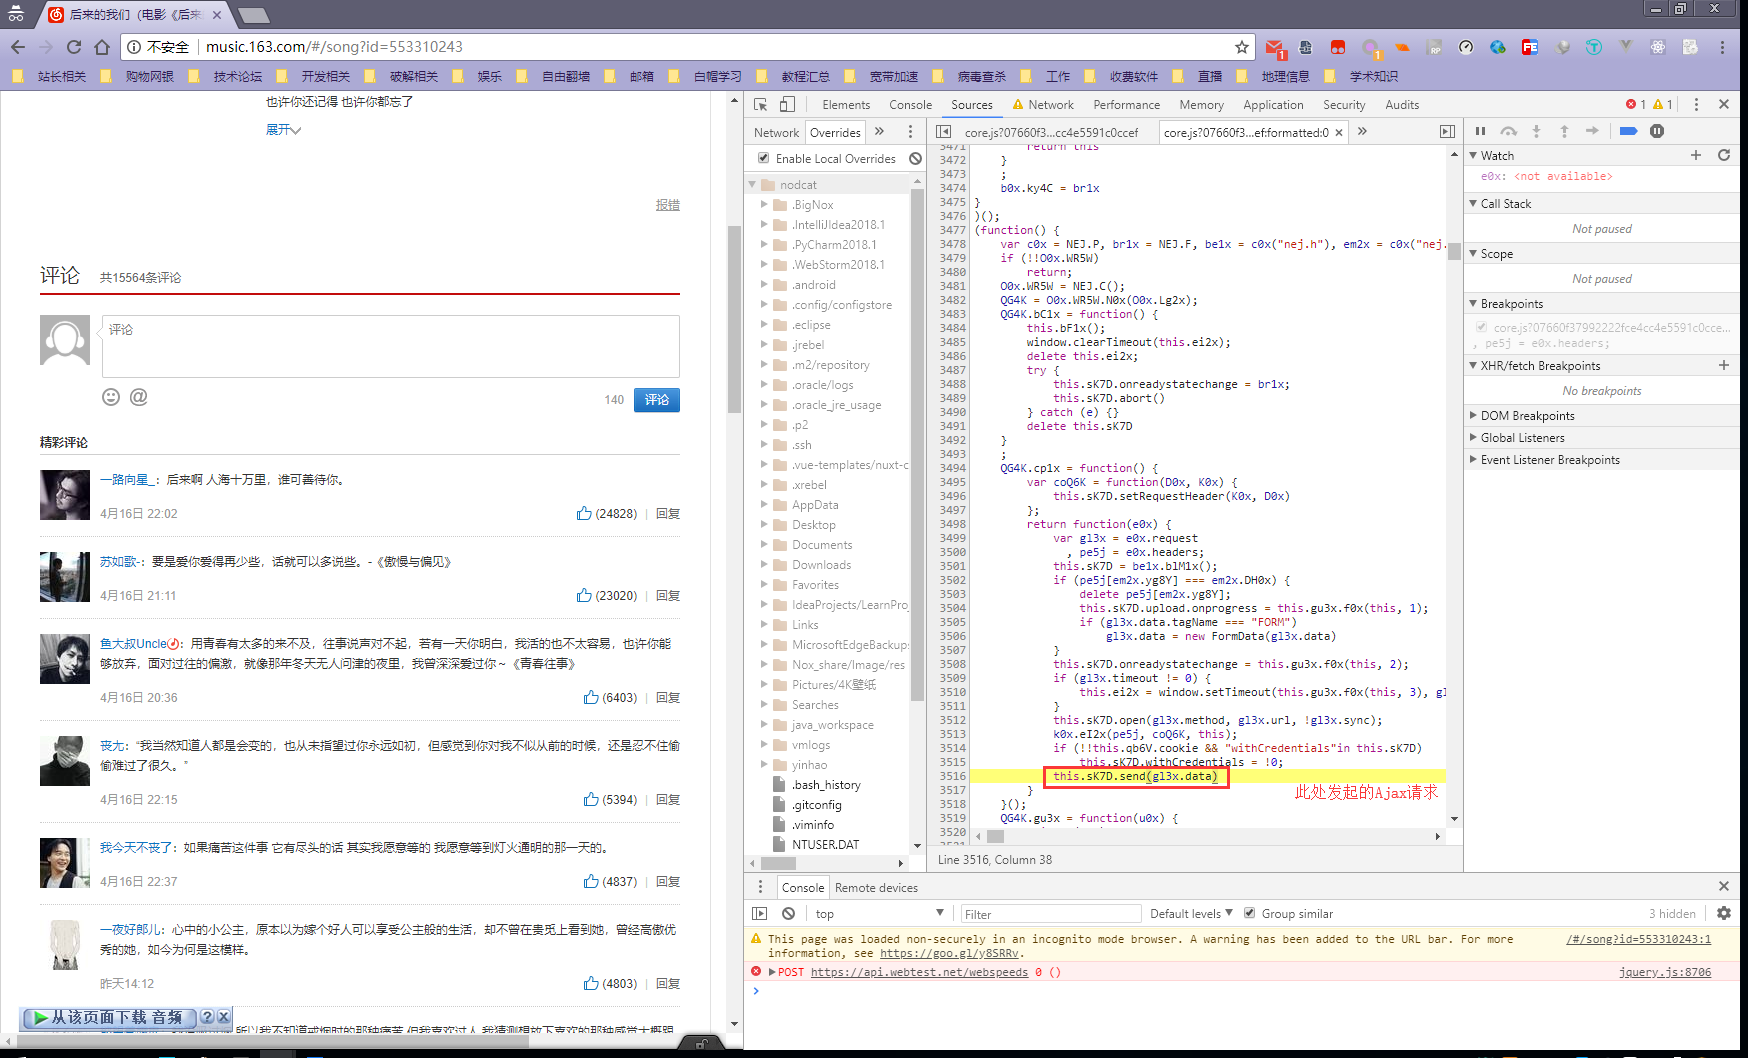 后来的我们（电影《后来
不安全
music.163.com/#/song?id=553310243
站长相关
购物网银
技术论坛
开发相关
破解相关
娱乐
自由翻墙
邮箱
白帽学习
教程汇总
宽带加速
病毒查杀
工作
收费软件
直播
地理信息
学术知识
也许你还记得 也许你都忘了
展开
报错
评论 共15564条评论
评论
140 评论
精彩评论
一路向星_：后来啊 人海十万里，谁可善待你。
4月16日 22:02 (24828) | 回复
苏如歌-：要是爱你爱得再少些，话就可以多说些。-《傲慢与偏见》
4月16日 21:11 (23020) | 回复
鱼大叔Uncle：用青春有太多的来不及，往事说声对不起，若有一天你明白，我活的也不太容易，也许你能
够放弃，面对过往的偏激，就像那年冬天无人问津的夜里，我曾深深爱过你～《青春往事》
4月16日 20:36 (6403) | 回复
丧尢：“我当然知道人都是会变的，也从未指望过你永远如初，但感觉到你对我不似从前的时候，还是忍不住偷
偷难过了很久。”
4月16日 22:15 (5394) | 回复
我今天不丧了：如果痛苦这件事 它有尽头的话 其实我愿意等的 我愿意等到灯火通明的那一天的。
4月16日 22:37 (4837) | 回复
一夜好郎儿：心中的小公主，原本以为嫁个好人可以享受公主般的生活，却不曾在贵觅上看到她，曾经高傲优
秀的她，如今为何是这模样。
昨天14:12 (4803) | 回复
从该页面下载 音频 ? X
Elements Console Sources Network Performance Memory Application Security Audits 1 1
Network Overrides »
Enable Local Overrides
nodcat
.BigNox
.IntelliJIdea2018.1
.PyCharm2018.1
.WebStorm2018.1
.android
.config/configstore
.eclipse
.jrebel
.m2/repository
.oracle/logs
.oracle_jre_usage
.p2
.ssh
.vue-templates/nuxt-c
.xrebel
AppData
Desktop
Documents
Downloads
Favorites
IdeaProjects/LearnProj
Links
MicrosoftEdgeBackups
Nox_share/Image/res
Pictures/4K壁纸
Searches
java_workspace
vmlogs
yinhao
.bash_history
.gitconfig
.viminfo
NTUSER.DAT
core.js?07660f3...cc4e5591c0ccef core.js?07660f3...ef:formatted:0 × »
3471 return this
3472 }
3473 ;
3474 b0x.ky4C = br1x
3475 }
3476 )();
3477 (function() {
3478 var c0x = NEJ.P, br1x = NEJ.F, be1x = c0x("nej.h"), em2x = c0x("nej.
3479 if (!!O0x.WR5W)
3480 return;
3481 O0x.WR5W = NEJ.C();
3482 QG4K = O0x.WR5W.N0x(O0x.Lg2x);
3483 QG4K.bC1x = function() {
3484 this.bF1x();
3485 window.clearTimeout(this.ei2x);
3486 delete this.ei2x;
3487 try {
3488 this.sK7D.onreadystatechange = br1x;
3489 this.sK7D.abort()
3490 } catch (e) {}
3491 delete this.sK7D
3492 }
3493 ;
3494 QG4K.cp1x = function() {
3495 var coQ6K = function(D0x, K0x) {
3496 this.sK7D.setRequestHeader(K0x, D0x)
3497 };
3498 return function(e0x) {
3499 var gl3x = e0x.request
3500 , pe5j = e0x.headers;
3501 this.sK7D = be1x.blM1x();
3502 if (pe5j[em2x.yg8Y] === em2x.DH0x) {
3503 delete pe5j[em2x.yg8Y];
3504 this.sK7D.upload.onprogress = this.gu3x.f0x(this, 1);
3505 if (gl3x.data.tagName === "FORM")
3506 gl3x.data = new FormData(gl3x.data)
3507 }
3508 this.sK7D.onreadystatechange = this.gu3x.f0x(this, 2);
3509 if (gl3x.timeout != 0) {
3510 this.ei2x = window.setTimeout(this.gu3x.f0x(this, 3), gl
3511 }
3512 this.sK7D.open(gl3x.method, gl3x.url, !gl3x.sync);
3513 k0x.eI2x(pe5j, coQ6K, this);
3514 if (!!this.qb6V.cookie && "withCredentials"in this.sK7D)
3515 this.sK7D.withCredentials = !0;
3516 this.sK7D.send(gl3x.data)
3517 }
此处发起的Ajax请求
3518 }();
3519 QG4K.gu3x = function(u0x) {
3520
Line 3516, Column 38
Watch
e0x: <not available>
Call Stack
Not paused
Scope
Not paused
Breakpoints
core.js?07660f37992222fce4cc4e5591c0cce...
, pe5j = e0x.headers;
XHR/fetch Breakpoints
No breakpoints
DOM Breakpoints
Global Listeners
Event Listener Breakpoints
Console Remote devices
top Filter Default levels Group similar 3 hidden
This page was loaded non-securely in an incognito mode browser. A warning has been added to the URL bar. For more /#/song?id=553310243:1
information, see https://goo.gl/y8SRRv.
POST https://api.webtest.net/webspeeds 0 () jquery.js:8706